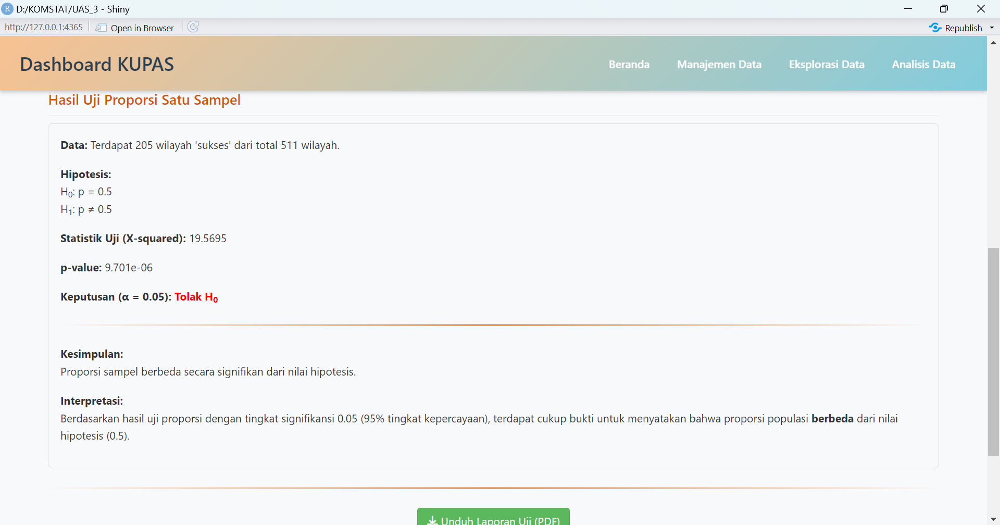 D:/KOMSTAT/UAS_3 - Shiny
http://127.0.0.1:4365 Open in Browser Republish
Dashboard KUPAS Beranda Manajemen Data Eksplorasi Data Analisis Data
Hasil Uji Proporsi Satu Sampel
Data: Terdapat 205 wilayah 'sukses' dari total 511 wilayah.
Hipotesis:
H₀: p = 0.5
H₁: p ≠ 0.5
Statistik Uji (X-squared): 19.5695
p-value: 9.701e-06
Keputusan (α = 0.05): Tolak H₀
Kesimpulan:
Proporsi sampel berbeda secara signifikan dari nilai hipotesis.
Interpretasi:
Berdasarkan hasil uji proporsi dengan tingkat signifikansi 0.05 (95% tingkat kepercayaan), terdapat cukup bukti untuk menyatakan bahwa proporsi populasi berbeda dari nilai
hipotesis (0.5).
Unduh Laporan Uji (PDF)